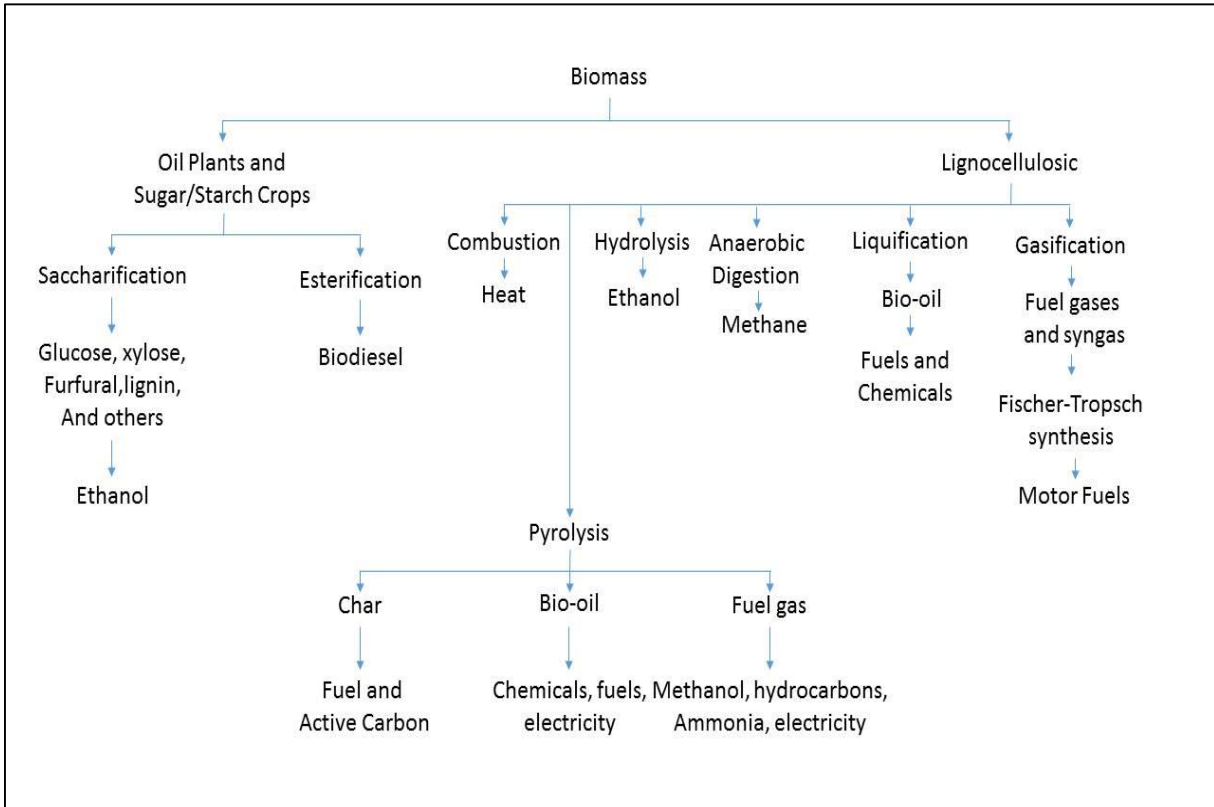 Biomass
Oil Plants and
Sugar/Starch Crops
Lignocellulosic
Saccharification
Esterification
Combustion
Hydrolysis
Anaerobic
Digestion
Liquification
Gasification
Glucose, xylose,
Furfural,lignin,
And others
Biodiesel
Heat
Ethanol
Methane
Bio-oil
Fuel gases
and syngas
Fuels and
Chemicals
Fischer-Tropsch
synthesis
Ethanol
Motor Fuels
Pyrolysis
Char
Bio-oil
Fuel gas
Fuel and
Active Carbon
Chemicals, fuels,
electricity
Methanol, hydrocarbons,
Ammonia, electricity